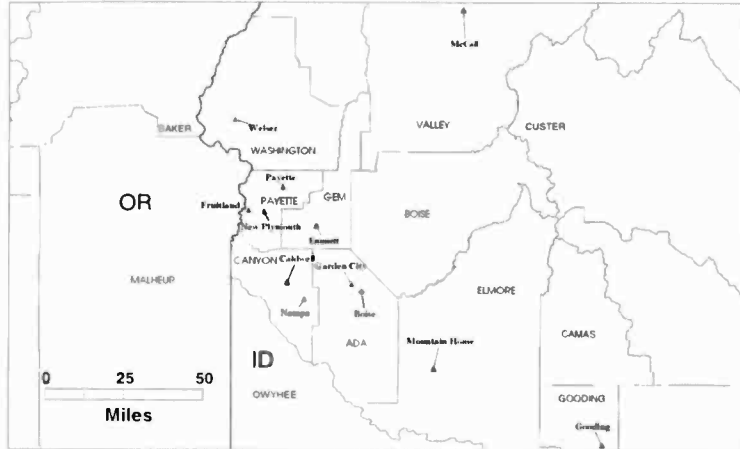 McCall
BAKER
Weiser
VALLEY
CUSTER
WASHINGTON
Payette
OR
Fruitland
PAYETTE
GEM
BOISE
New Plymouth
Emmett
CANYON
Caldwell
Garden City
MALHEUR
ELMORE
Nampa
Boise
ADA
Mountain Home
CAMAS
ID
0 25 50
Miles
OWYHEE
GOODING
Gooding